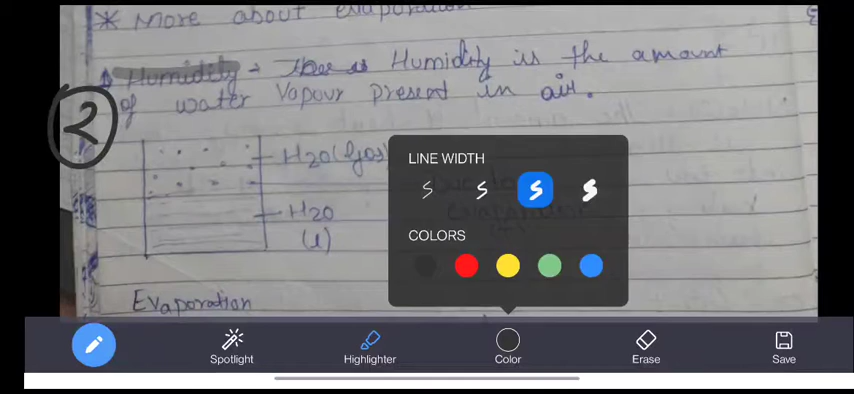 * More about evaporation
Humidity - Humidity is the amount
of water vapour present in air.
2
H2O (gas)
H2O
(l)
Evaporation
LINE WIDTH
COLORS
Spotlight
Highlighter
Color
Erase
Save